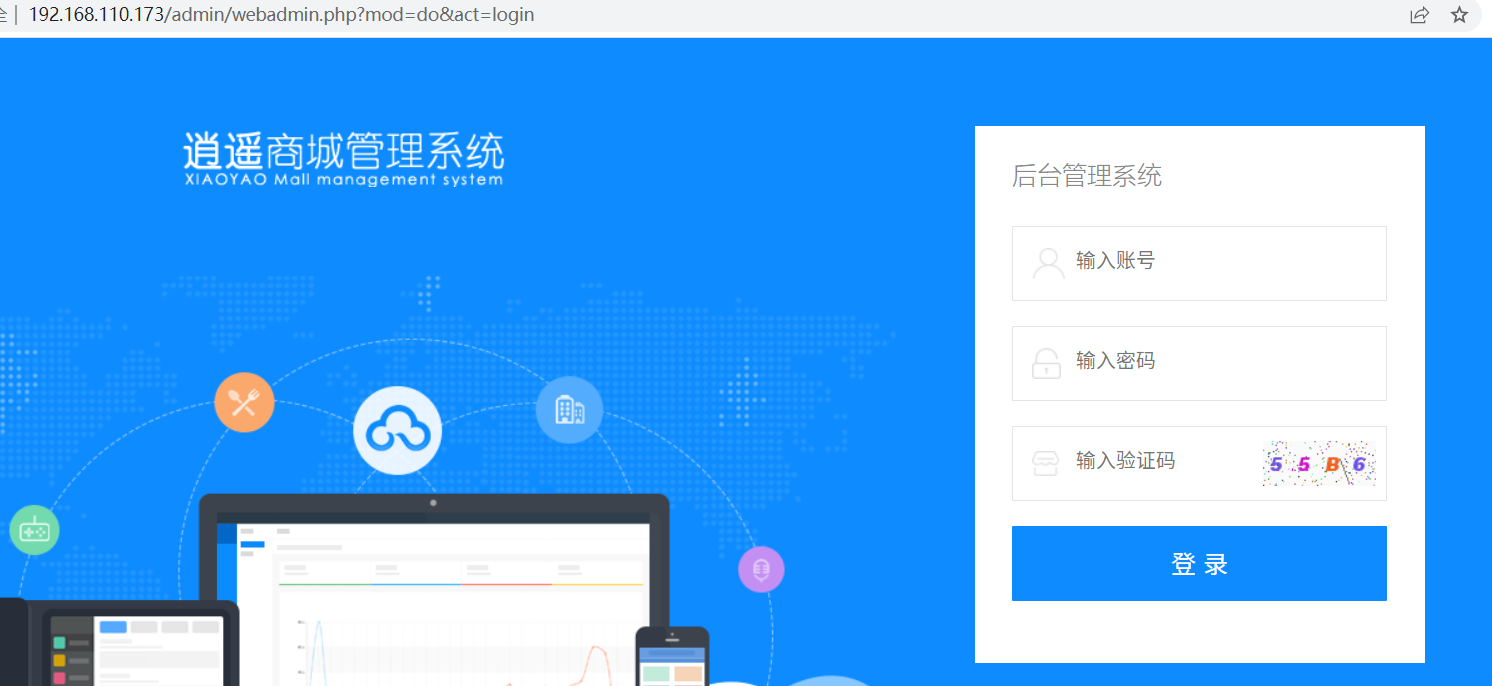 192.168.110.173/admin/webadmin.php?mod=do&act=login
逍遥商城管理系统
XIAOYAO Mall management system
后台管理系统
输入账号
输入密码
输入验证码
55B6
登 录